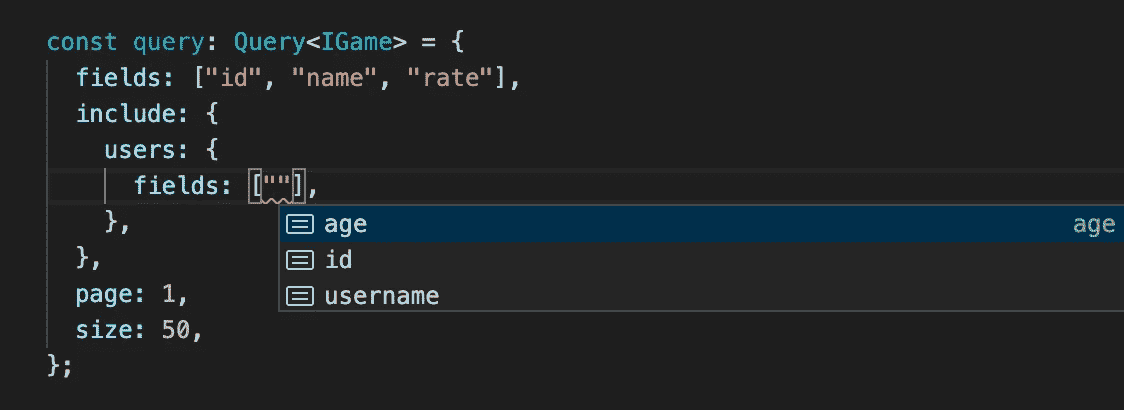 const query: Query<IGame> = {
  fields: ["id", "name", "rate"],
  include: {
    users: {
      fields: [""],
    },
age age
  },
id
username
  page: 1,
  size: 50,
};